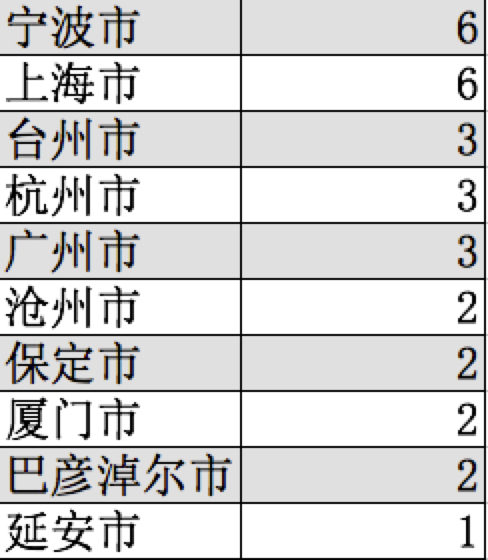 宁波市 6
上海市 6
台州市 3
杭州市 3
广州市 3
沧州市 2
保定市 2
厦门市 2
巴彦淖尔市 2
延安市 1